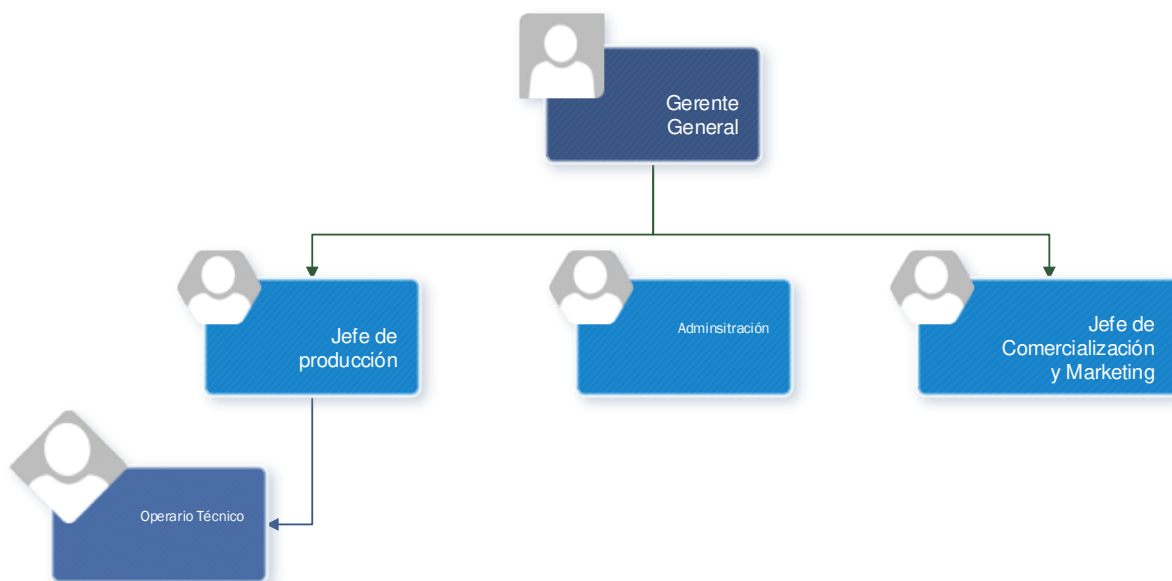 Gerente
General
Jefe de
producción
Adminsitración
Jefe de
Comercialización
y Marketing
Operario Técnico